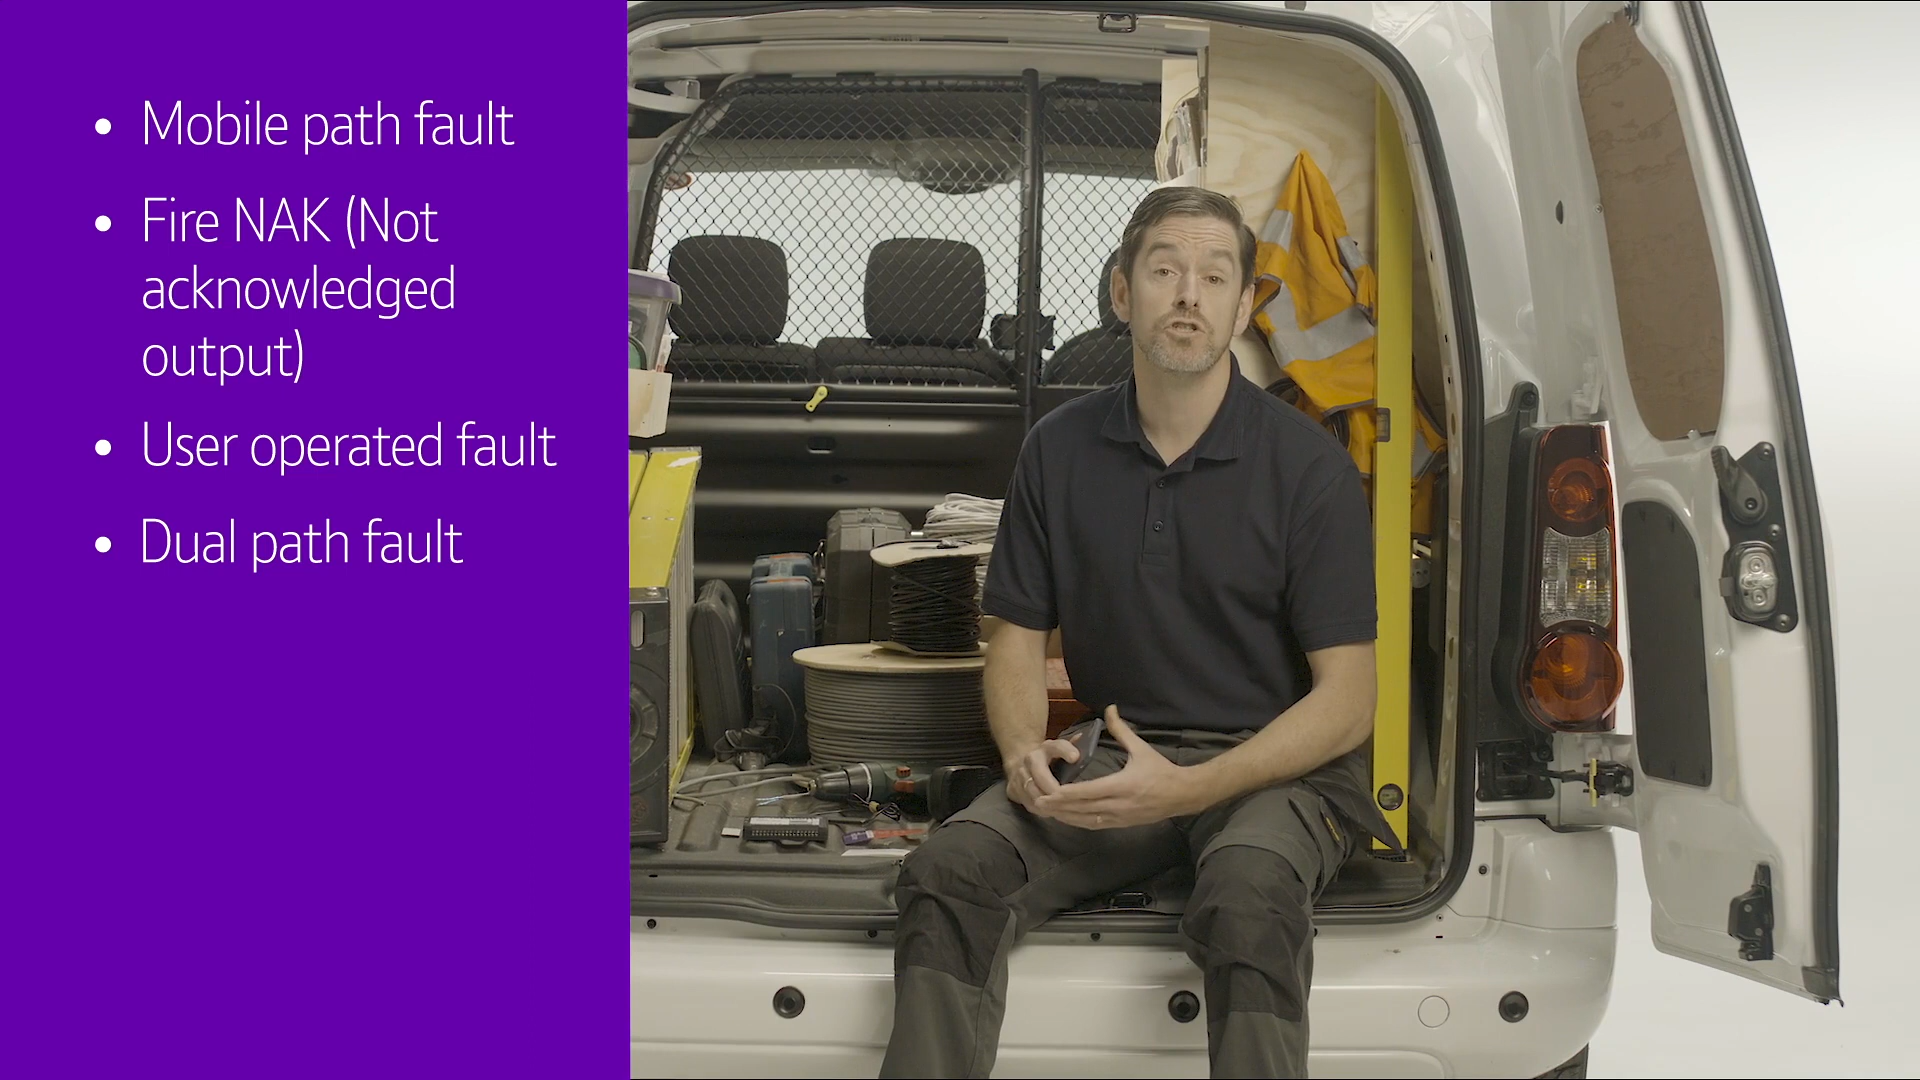 • Mobile path fault
• Fire NAK (Not
acknowledged
output)
• User operated fault
• Dual path fault